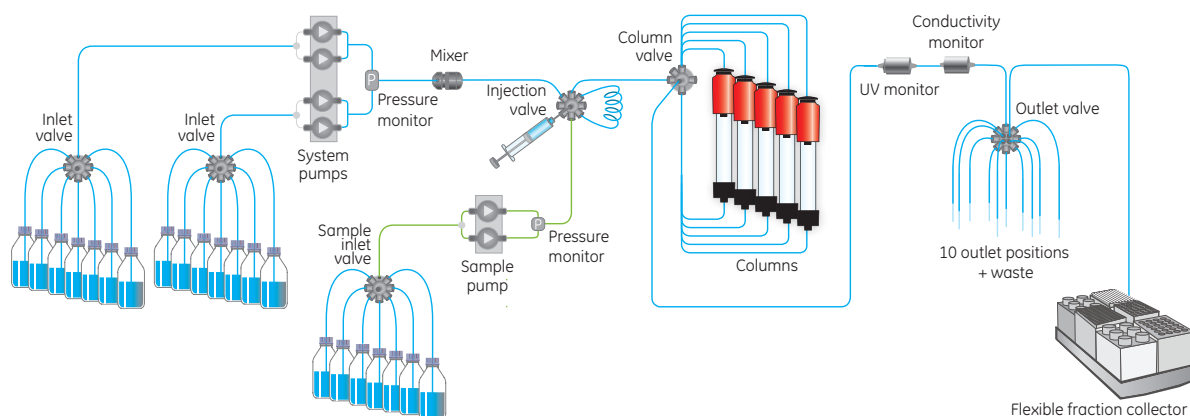 Inlet
valve
Inlet
valve
System
pumps
P
Pressure
monitor
Mixer
Injection
valve
Sample
inlet
valve
Sample
pump
P
Pressure
monitor
Column
valve
Columns
UV monitor
Conductivity
monitor
Outlet valve
10 outlet positions
+ waste
Flexible fraction collector